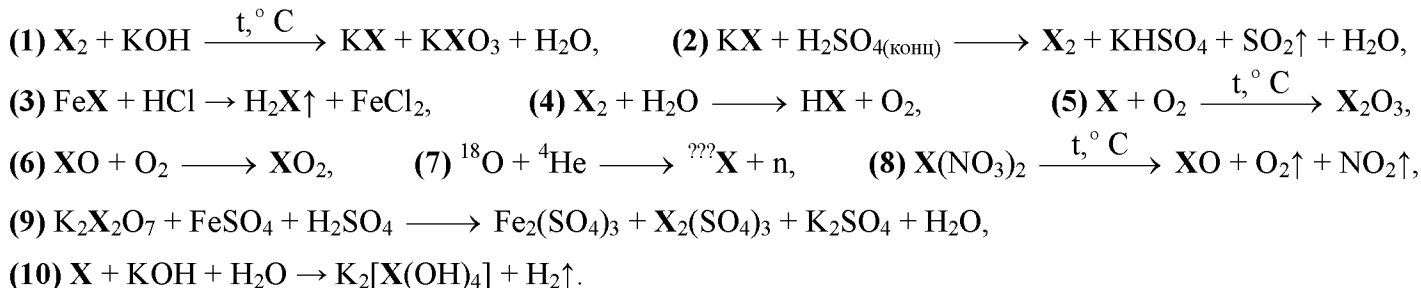 (1) X₂ + KOH —t,° C→ KX + KXO₃ + H₂O, (2) KX + H₂SO₄(конц) ⟶ X₂ + KHSO₄ + SO₂↑ + H₂O,
(3) FeX + HCl → H₂X↑ + FeCl₂, (4) X₂ + H₂O ⟶ HX + O₂, (5) X + O₂ —t,° C→ X₂O₃,
(6) XO + O₂ ⟶ XO₂, (7) ¹⁸O + ⁴He ⟶ ^???X + n, (8) X(NO₃)₂ —t,° C→ XO + O₂↑ + NO₂↑,
(9) K₂X₂O₇ + FeSO₄ + H₂SO₄ ⟶ Fe₂(SO₄)₃ + X₂(SO₄)₃ + K₂SO₄ + H₂O,
(10) X + KOH + H₂O → K₂[X(OH)₄] + H₂↑.